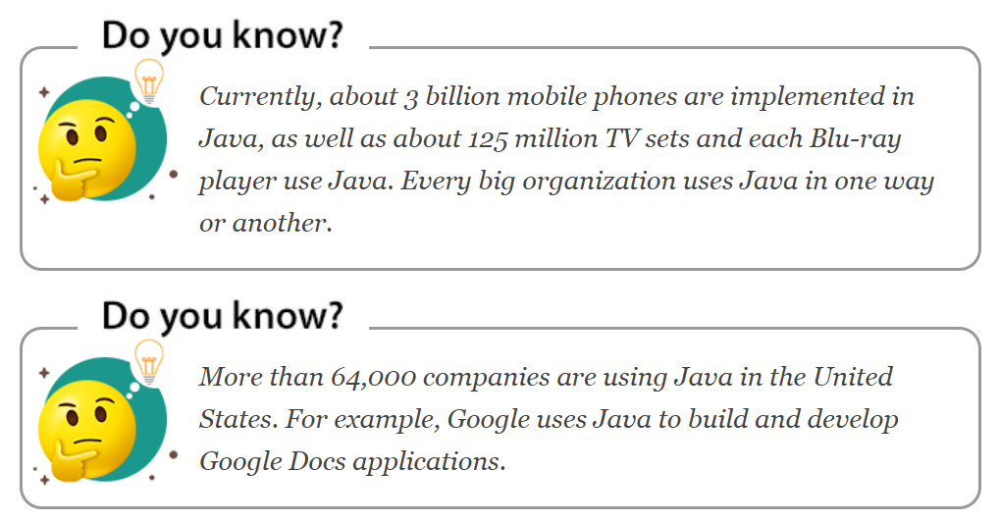 Do you know?
Currently, about 3 billion mobile phones are implemented in
Java, as well as about 125 million TV sets and each Blu-ray
player use Java. Every big organization uses Java in one way
or another.
Do you know?
More than 64,000 companies are using Java in the United
States. For example, Google uses Java to build and develop
Google Docs applications.